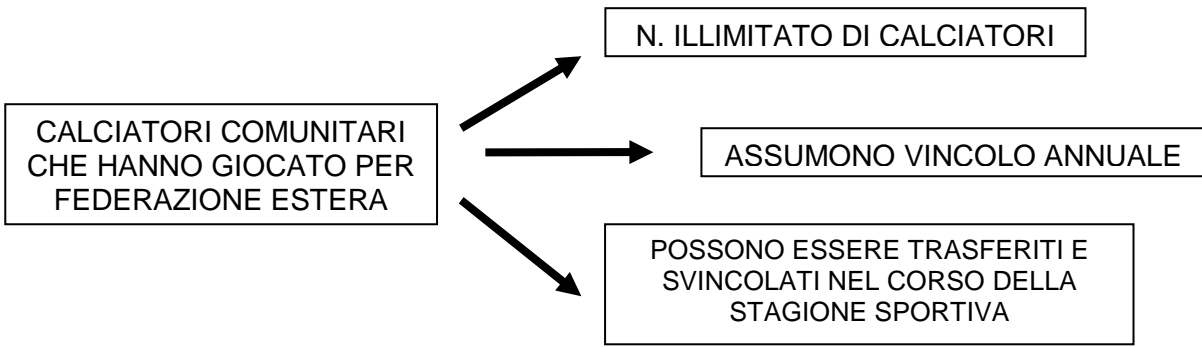 N. ILLIMITATO DI CALCIATORI
CALCIATORI COMUNITARI
CHE HANNO GIOCATO PER
FEDERAZIONE ESTERA
ASSUMONO VINCOLO ANNUALE
POSSONO ESSERE TRASFERITI E
SVINCOLATI NEL CORSO DELLA
STAGIONE SPORTIVA